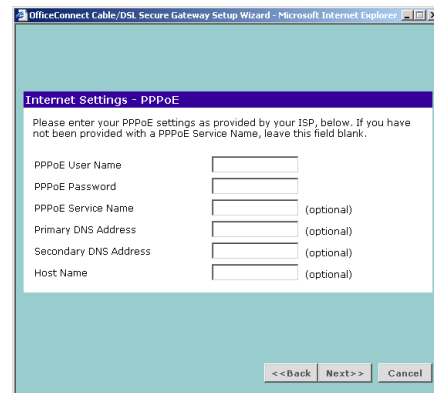 OfficeConnect Cable/DSL Secure Gateway Setup Wizard - Microsoft Internet Explorer
Internet Settings - PPPoE
Please enter your PPPoE settings as provided by your ISP, below. If you have
not been provided with a PPPoE Service Name, leave this field blank.
PPPoE User Name
PPPoE Password
PPPoE Service Name (optional)
Primary DNS Address (optional)
Secondary DNS Address (optional)
Host Name (optional)
<<Back Next>> Cancel